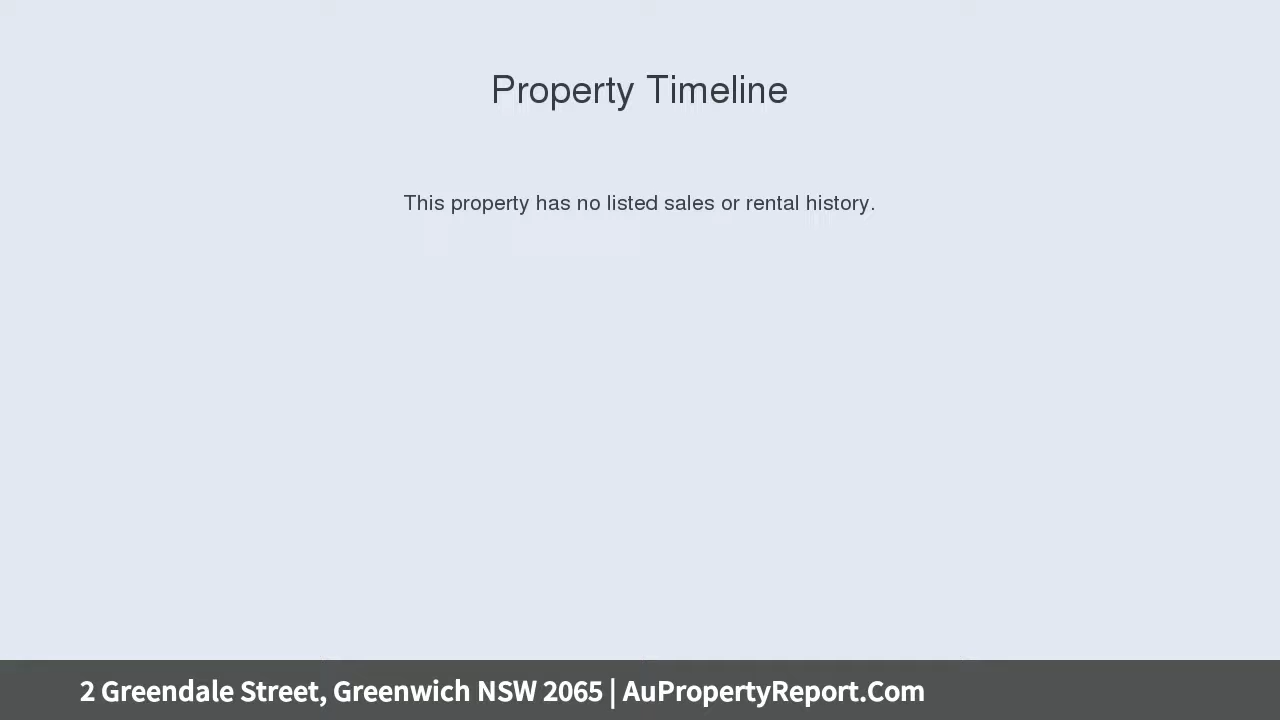 Property Timeline
This property has no listed sales or rental history.
2 Greendale Street, Greenwich NSW 2065 | AuPropertyReport.Com